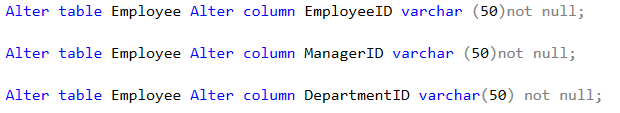 Alter table Employee Alter column EmployeeID varchar (50)not null;
Alter table Employee Alter column ManagerID varchar (50)not null;
Alter table Employee Alter column DepartmentID varchar(50) not null;